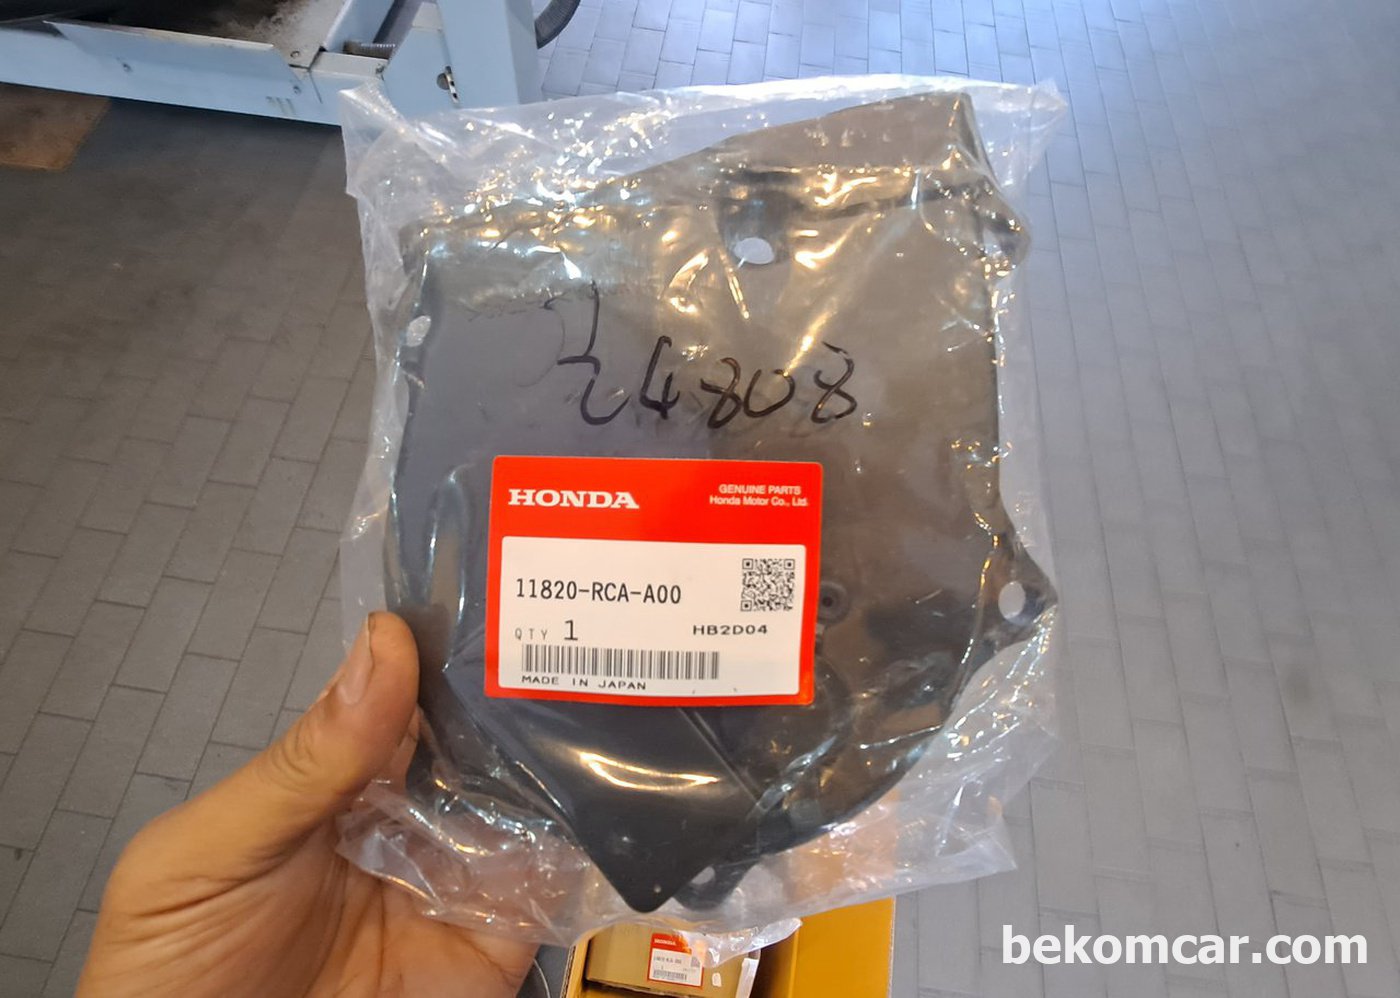 24808
HONDA
GENUINE PARTS
Honda Motor Co., Ltd.
11820-RCA-A00
QTY 1
HB2D04
MADE IN JAPAN
HONDA
bekomcar.com